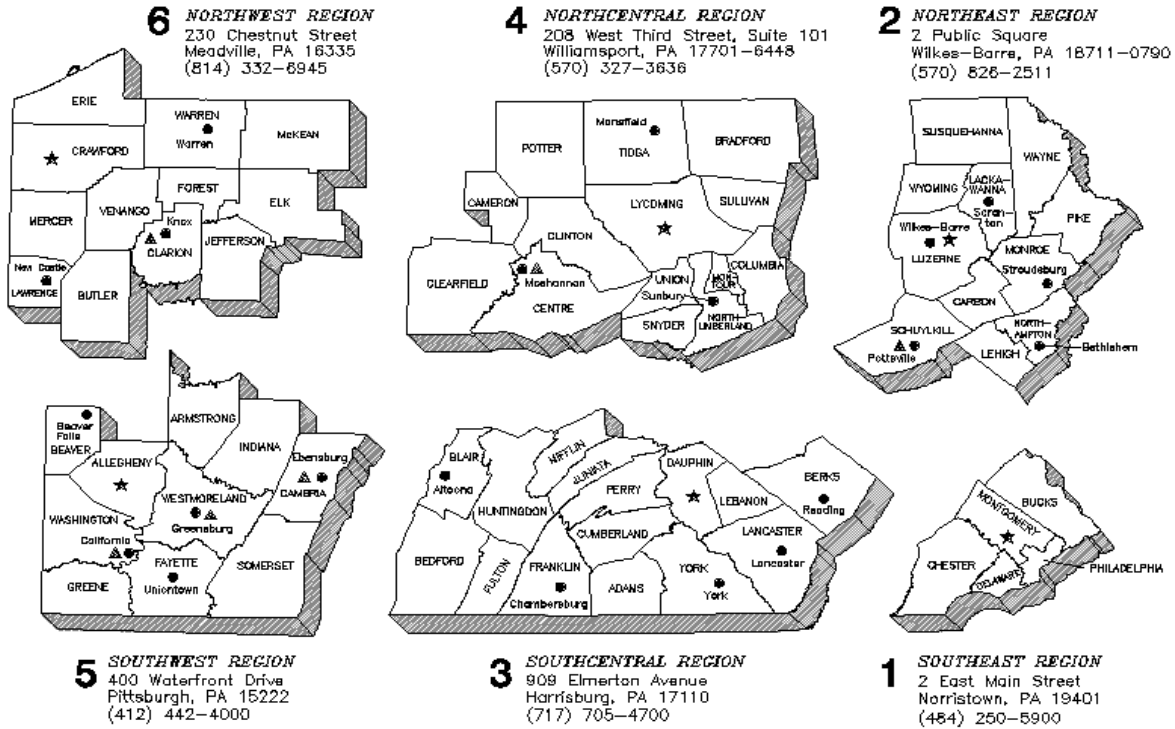 6 NORTHWEST REGION
230 Chestnut Street
Meadville, PA 16335
(814) 332-6945
ERIE
WARREN
Warren
McKEAN
CRAWFORD
FOREST
ELK
VENANGO
MERCER
Knox
CLARION
JEFFERSON
New Castle
LAWRENCE
BUTLER
4 NORTHCENTRAL REGION
208 West Third Street, Suite 101
Williamsport, PA 17701-6448
(570) 327-3636
POTTER
Mansfield
TIOGA
BRADFORD
CAMERON
LYCOMING
SULLIVAN
CLINTON
COLUMBIA
CLEARFIELD
Moshannon
UNION
MON-
TOUR
Sunbury
CENTRE
SNYDER
NORTH-
UMBERLAND
2 NORTHEAST REGION
2 Public Square
Wilkes-Barre, PA 18711-0790
(570) 826-2511
SUSQUEHANNA
WAYNE
WYOMING
LACKA-
WANNA
Scran-
ton
PIKE
Wilkes-Barre
LUZERNE
MONROE
Stroudsburg
CARBON
SCHUYLKILL
Pottsville
NORTH-
AMPTON
LEHIGH
Bethlehem
Beaver
Falls
BEAVER
ARMSTRONG
INDIANA
ALLEGHENY
Ebensburg
CAMBRIA
WESTMORELAND
Greensburg
WASHINGTON
California
FAYETTE
Uniontown
SOMERSET
GREENE
5 SOUTHWEST REGION
400 Waterfront Drive
Pittsburgh, PA 15222
(412) 442-4000
BLAIR
Altoona
MIFFLIN
JUNIATA
DAUPHIN
BERKS
Reading
PERRY
LEBANON
HUNTINGDON
CUMBERLAND
LANCASTER
Lancaster
BEDFORD
FULTON
FRANKLIN
Chambersburg
ADAMS
YORK
York
3 SOUTHCENTRAL REGION
909 Elmerton Avenue
Harrisburg, PA 17110
(717) 705-4700
BUCKS
MONTGOMERY
CHESTER
DELAWARE
PHILADELPHIA
1 SOUTHEAST REGION
2 East Main Street
Norristown, PA 19401
(484) 250-5900